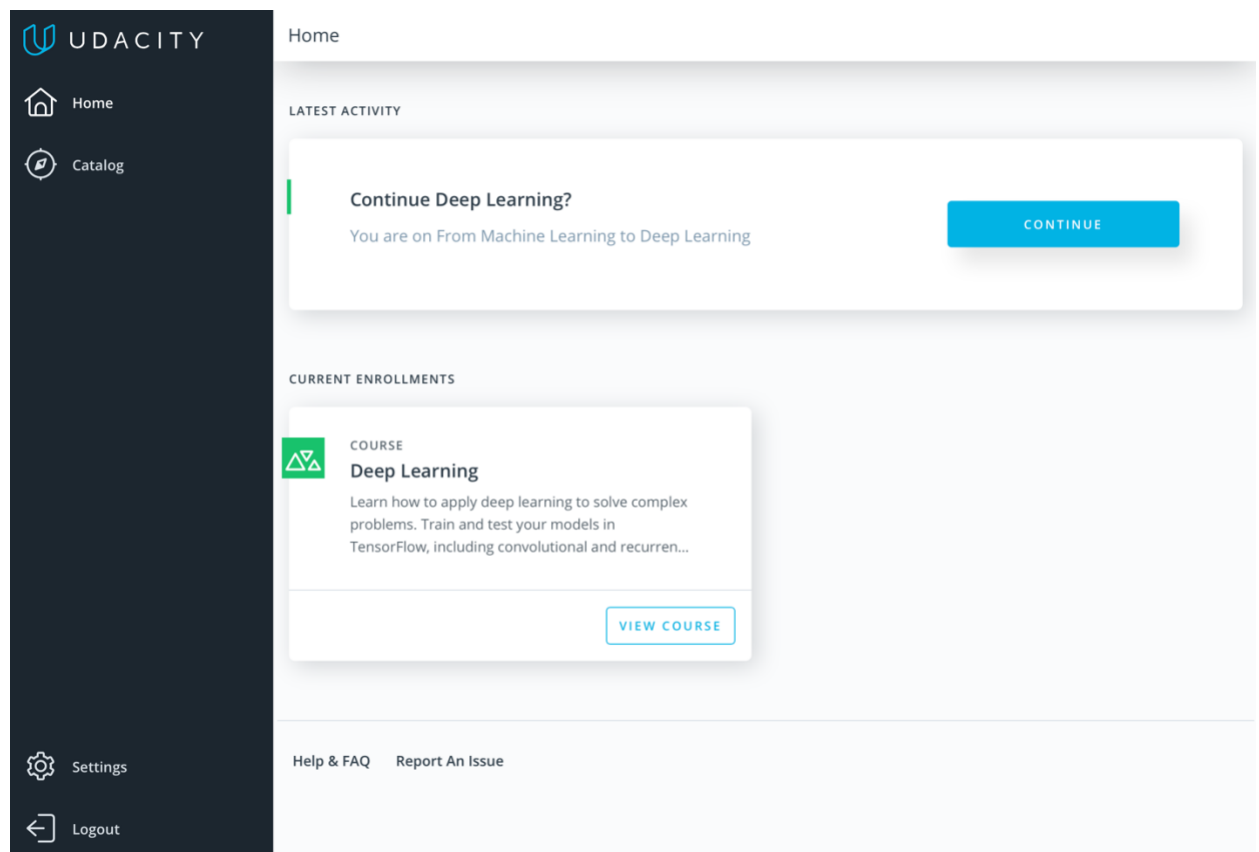 UDACITY
Home
Catalog
Settings
Logout
Home
LATEST ACTIVITY
Continue Deep Learning?
You are on From Machine Learning to Deep Learning
CONTINUE
CURRENT ENROLLMENTS
COURSE
Deep Learning
Learn how to apply deep learning to solve complex
problems. Train and test your models in
TensorFlow, including convolutional and recurren...
VIEW COURSE
Help & FAQ
Report An Issue